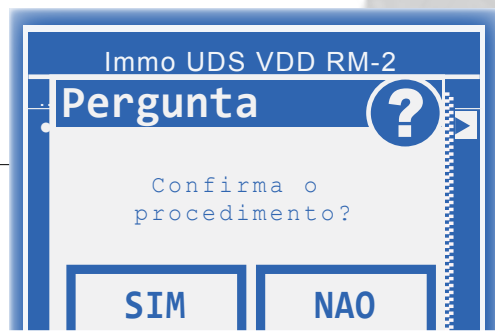 Immo UDS VDD RM-2
Pergunta
?
Confirma o
procedimento?
SIM
NAO